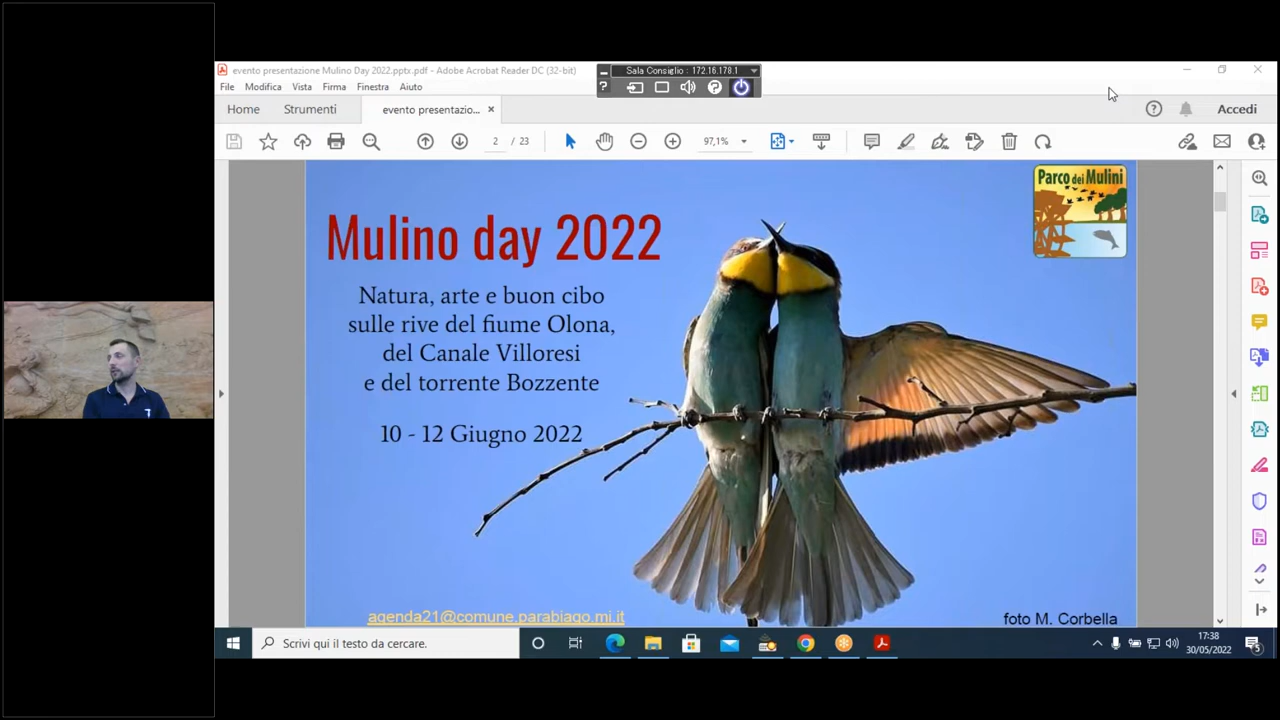 evento presentazione Mulino Day 2022.pptx.pdf - Adobe Acrobat Reader DC (32-bit)
Sala Consiglio : 172.16.178.1
File Modifica Vista Firma Finestra Aiuto
Home Strumenti evento presentazio... Accedi
2 / 23 97,1%
Parco dei Mulini
Mulino day 2022
Natura, arte e buon cibo
sulle rive del fiume Olona,
del Canale Villoresi
e del torrente Bozzente
10 - 12 Giugno 2022
agenda21@comune.parabiago.mi.it
foto M. Corbella
Scrivi qui il testo da cercare.
17:38
30/05/2022
5